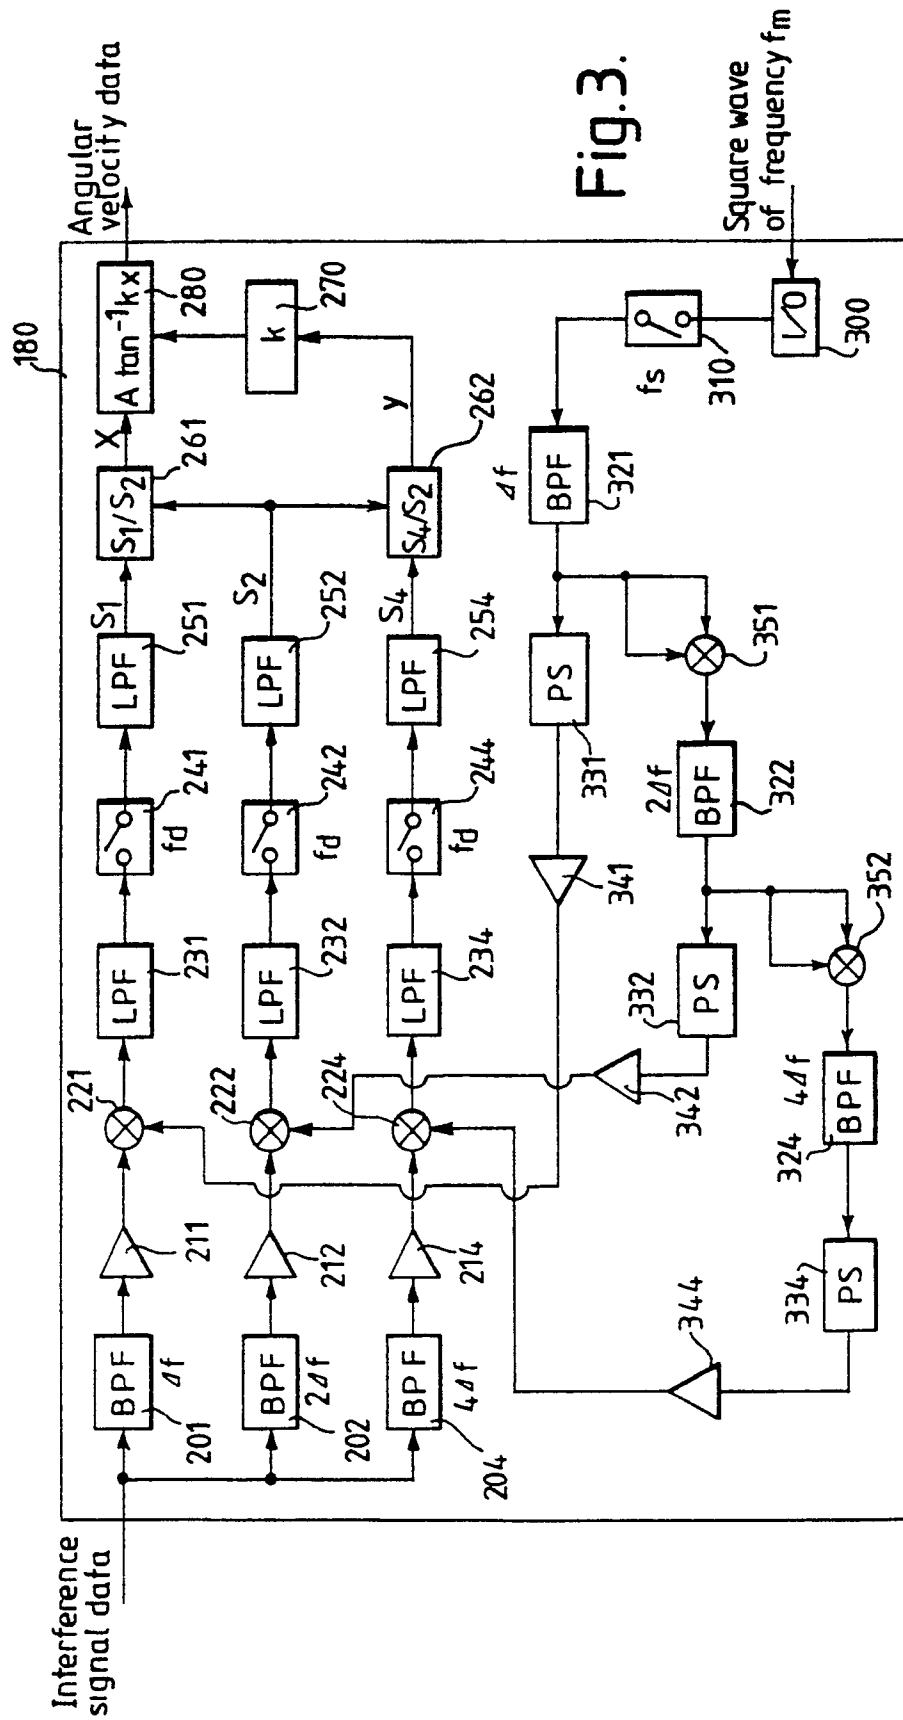 Fig.3.
180
Interference
signal data
Angular
velocity data
BPF
Δf
201
211
221
LPF
231
241
fd
LPF
251
S1
S1/S2
261
X
A tan⁻¹kx
280
BPF
2Δf
202
212
222
LPF
232
242
fd
LPF
252
S2
k
270
BPF
4Δf
204
214
224
LPF
234
244
fd
LPF
254
S4
S4/S2
262
y
Square wave
of frequency fm
I/O
300
fs
310
Δf
BPF
321
PS
331
341
351
2Δf
BPF
322
PS
332
342
352
4Δf
BPF
324
PS
334
344